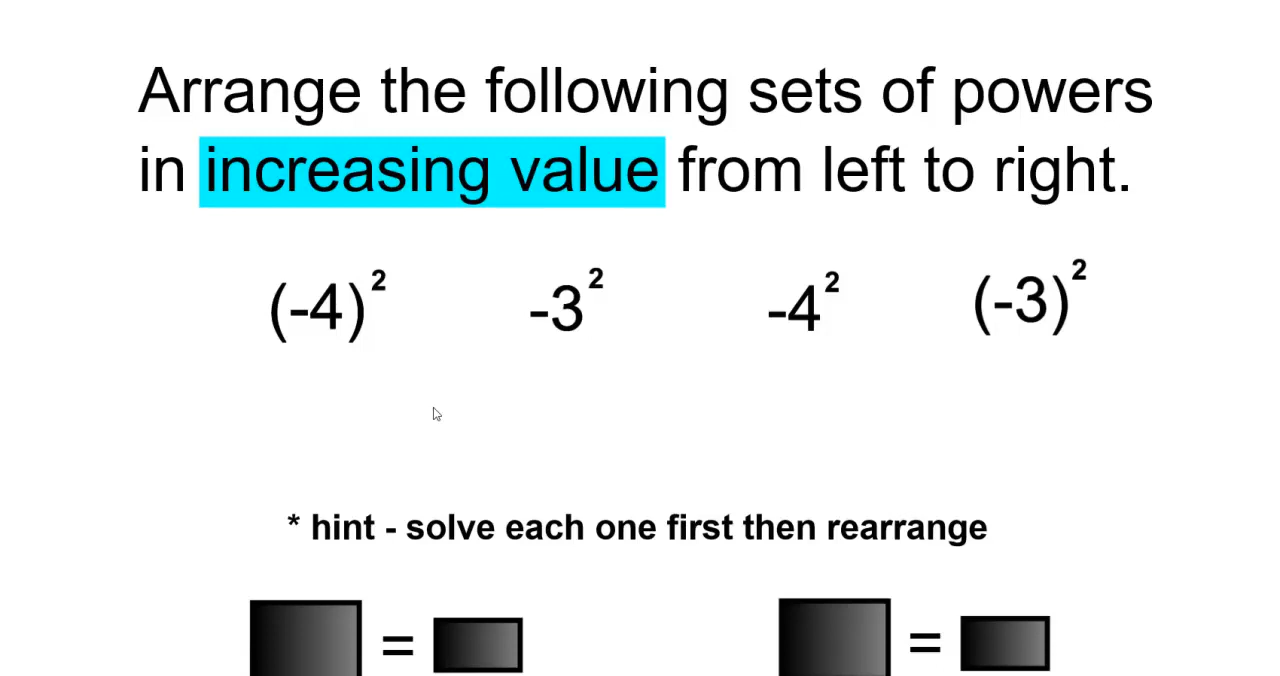 Arrange the following sets of powers
in increasing value from left to right.
(-4)² -3² -4² (-3)²
* hint - solve each one first then rearrange
= =